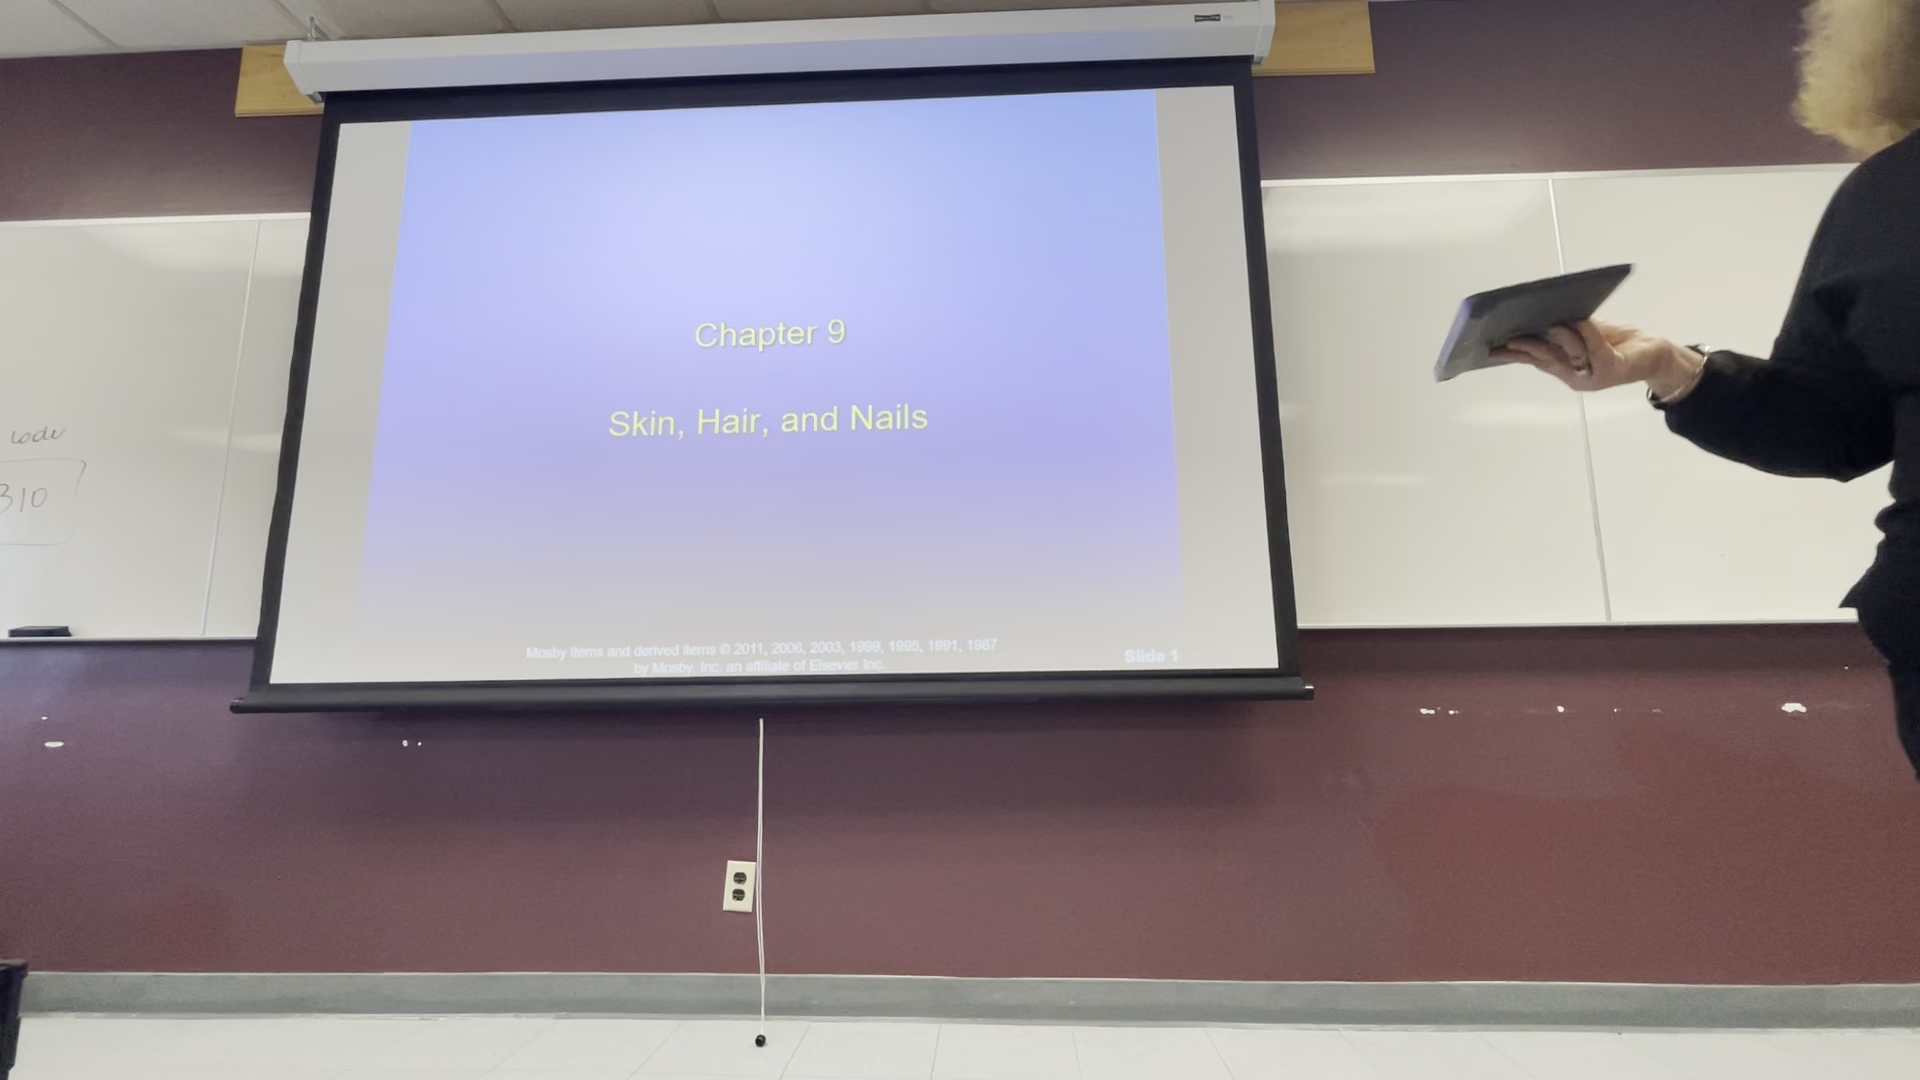 Chapter 9
Skin, Hair, and Nails
Mosby items and derived items © 2011, 2006, 2003, 1999, 1995, 1991, 1987
by Mosby, Inc. an affiliate of Elsevier Inc.
Slide 1
code
310